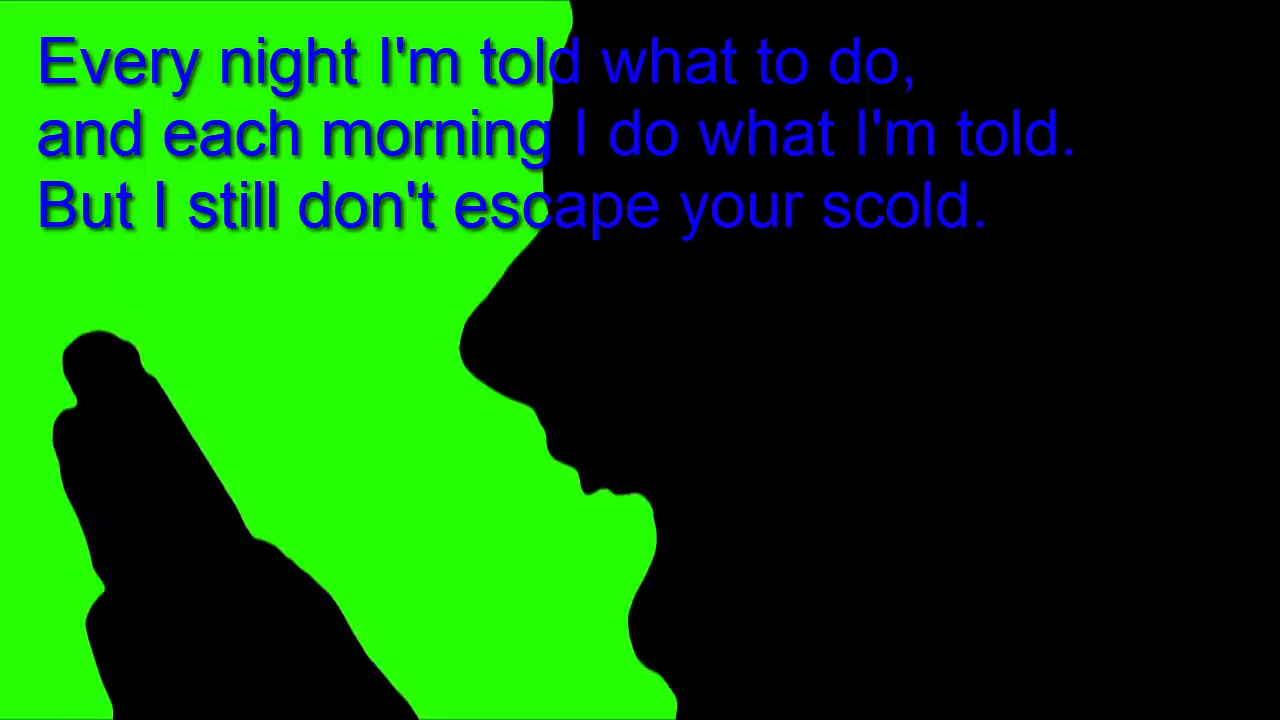 Every night I'm told what to do,
and each morning I do what I'm told.
But I still don't escape your scold.